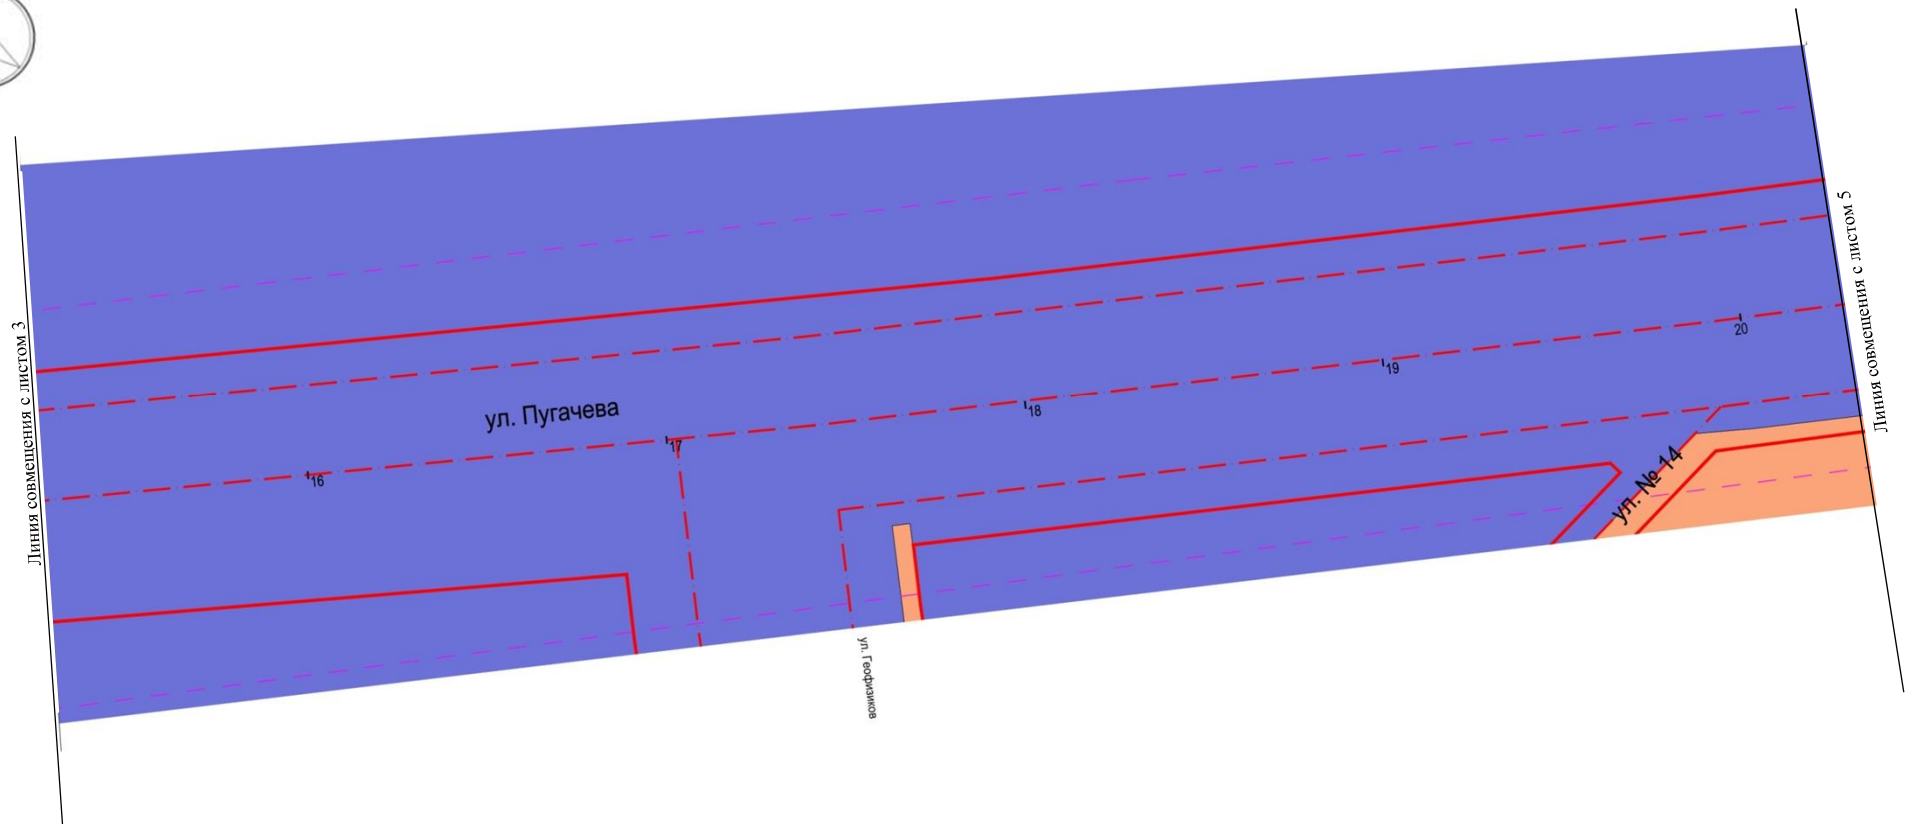 Линия совмещения с листом 3
Линия совмещения с листом 5
ул. Пугачева
16
17
18
19
20
ул. № 14
ул. Геофизиков